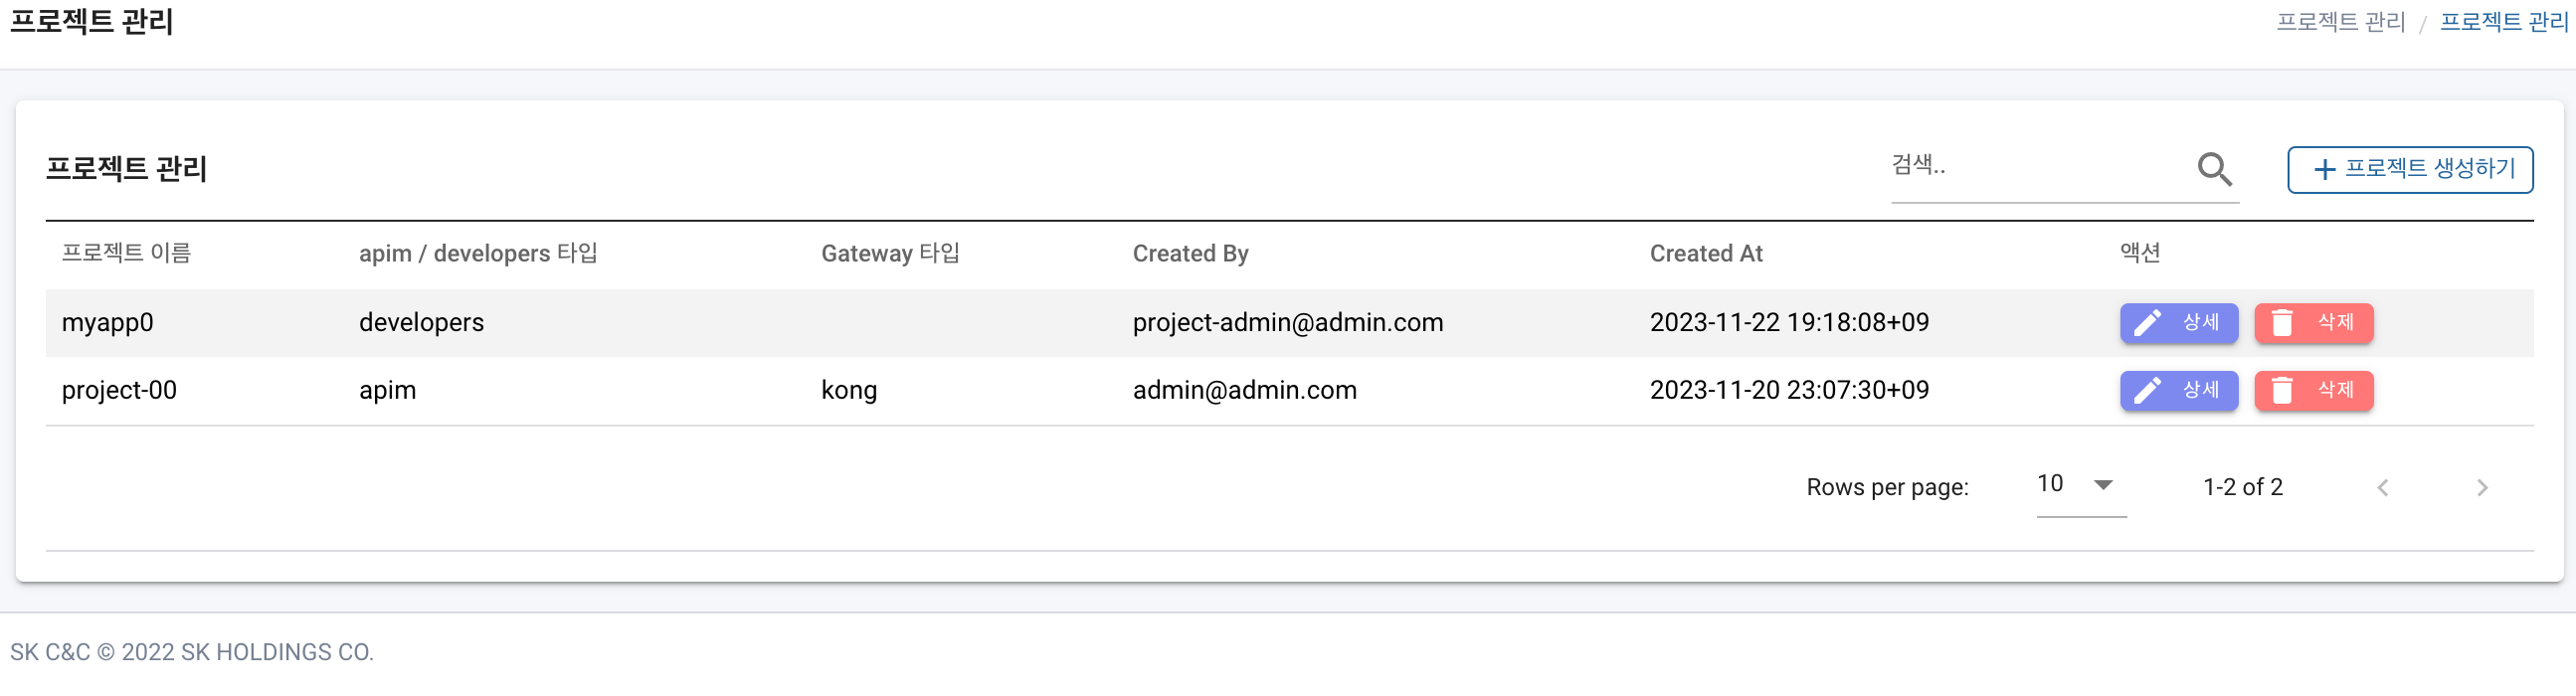 프로젝트 관리
프로젝트 관리 / 프로젝트 관리
프로젝트 관리
검색..
프로젝트 생성하기
프로젝트 이름 apim / developers 타입 Gateway 타입 Created By Created At 액션
myapp0 developers project-admin@admin.com 2023-11-22 19:18:08+09 상세 삭제
project-00 apim kong admin@admin.com 2023-11-20 23:07:30+09 상세 삭제
Rows per page: 10 1-2 of 2
SK C&C © 2022 SK HOLDINGS CO.